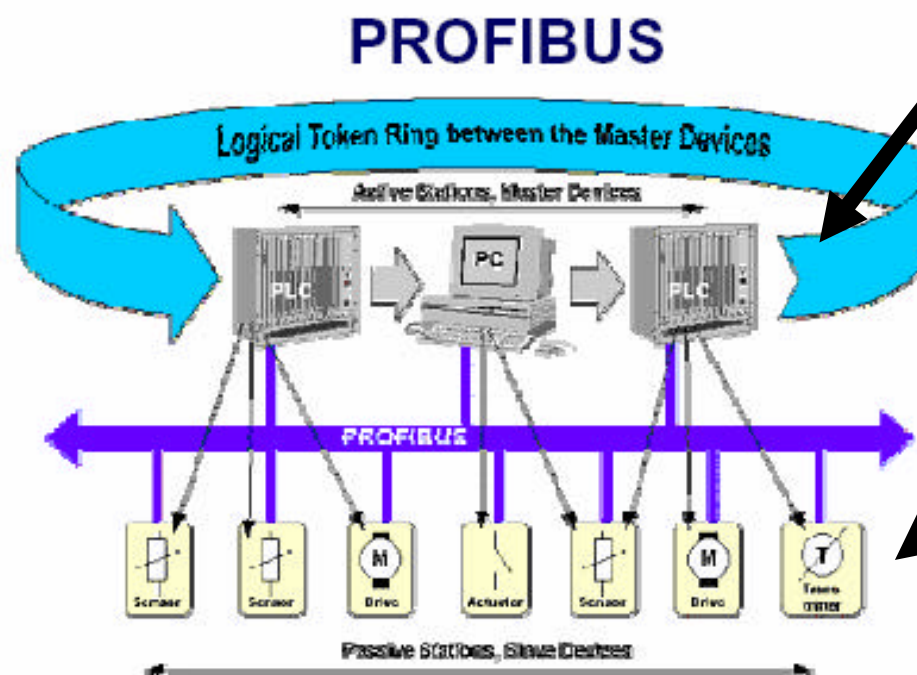 PROFIBUS
Logical Token Ring between the Master Devices
Active Stations, Master Devices
PLC
PC
PLC
PROFIBUS
Sensor
Sensor
M
Drive
Actuator
Sensor
M
Drive
T
Passive Stations, Slave Devices